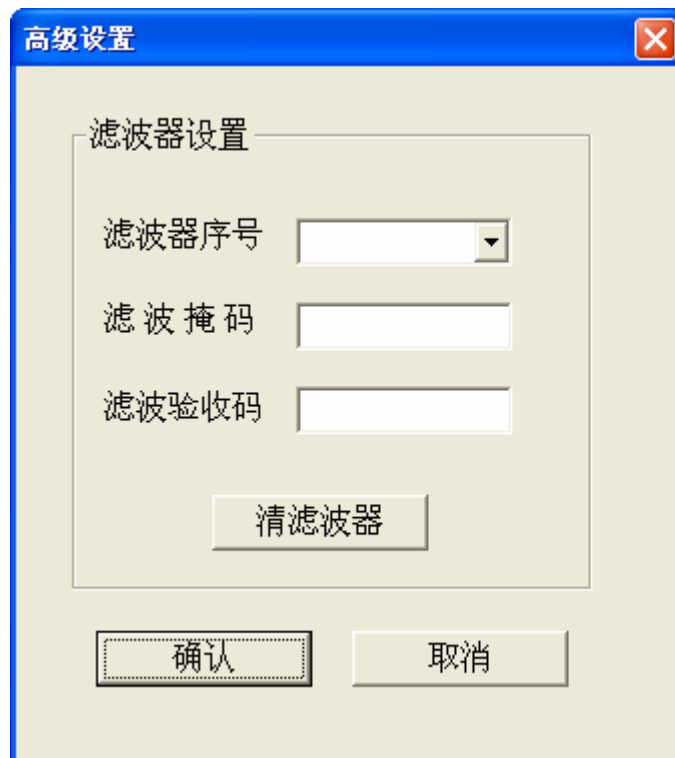 高级设置
滤波器设置
滤波器序号
滤 波 掩 码
滤波验收码
清滤波器
确认
取消